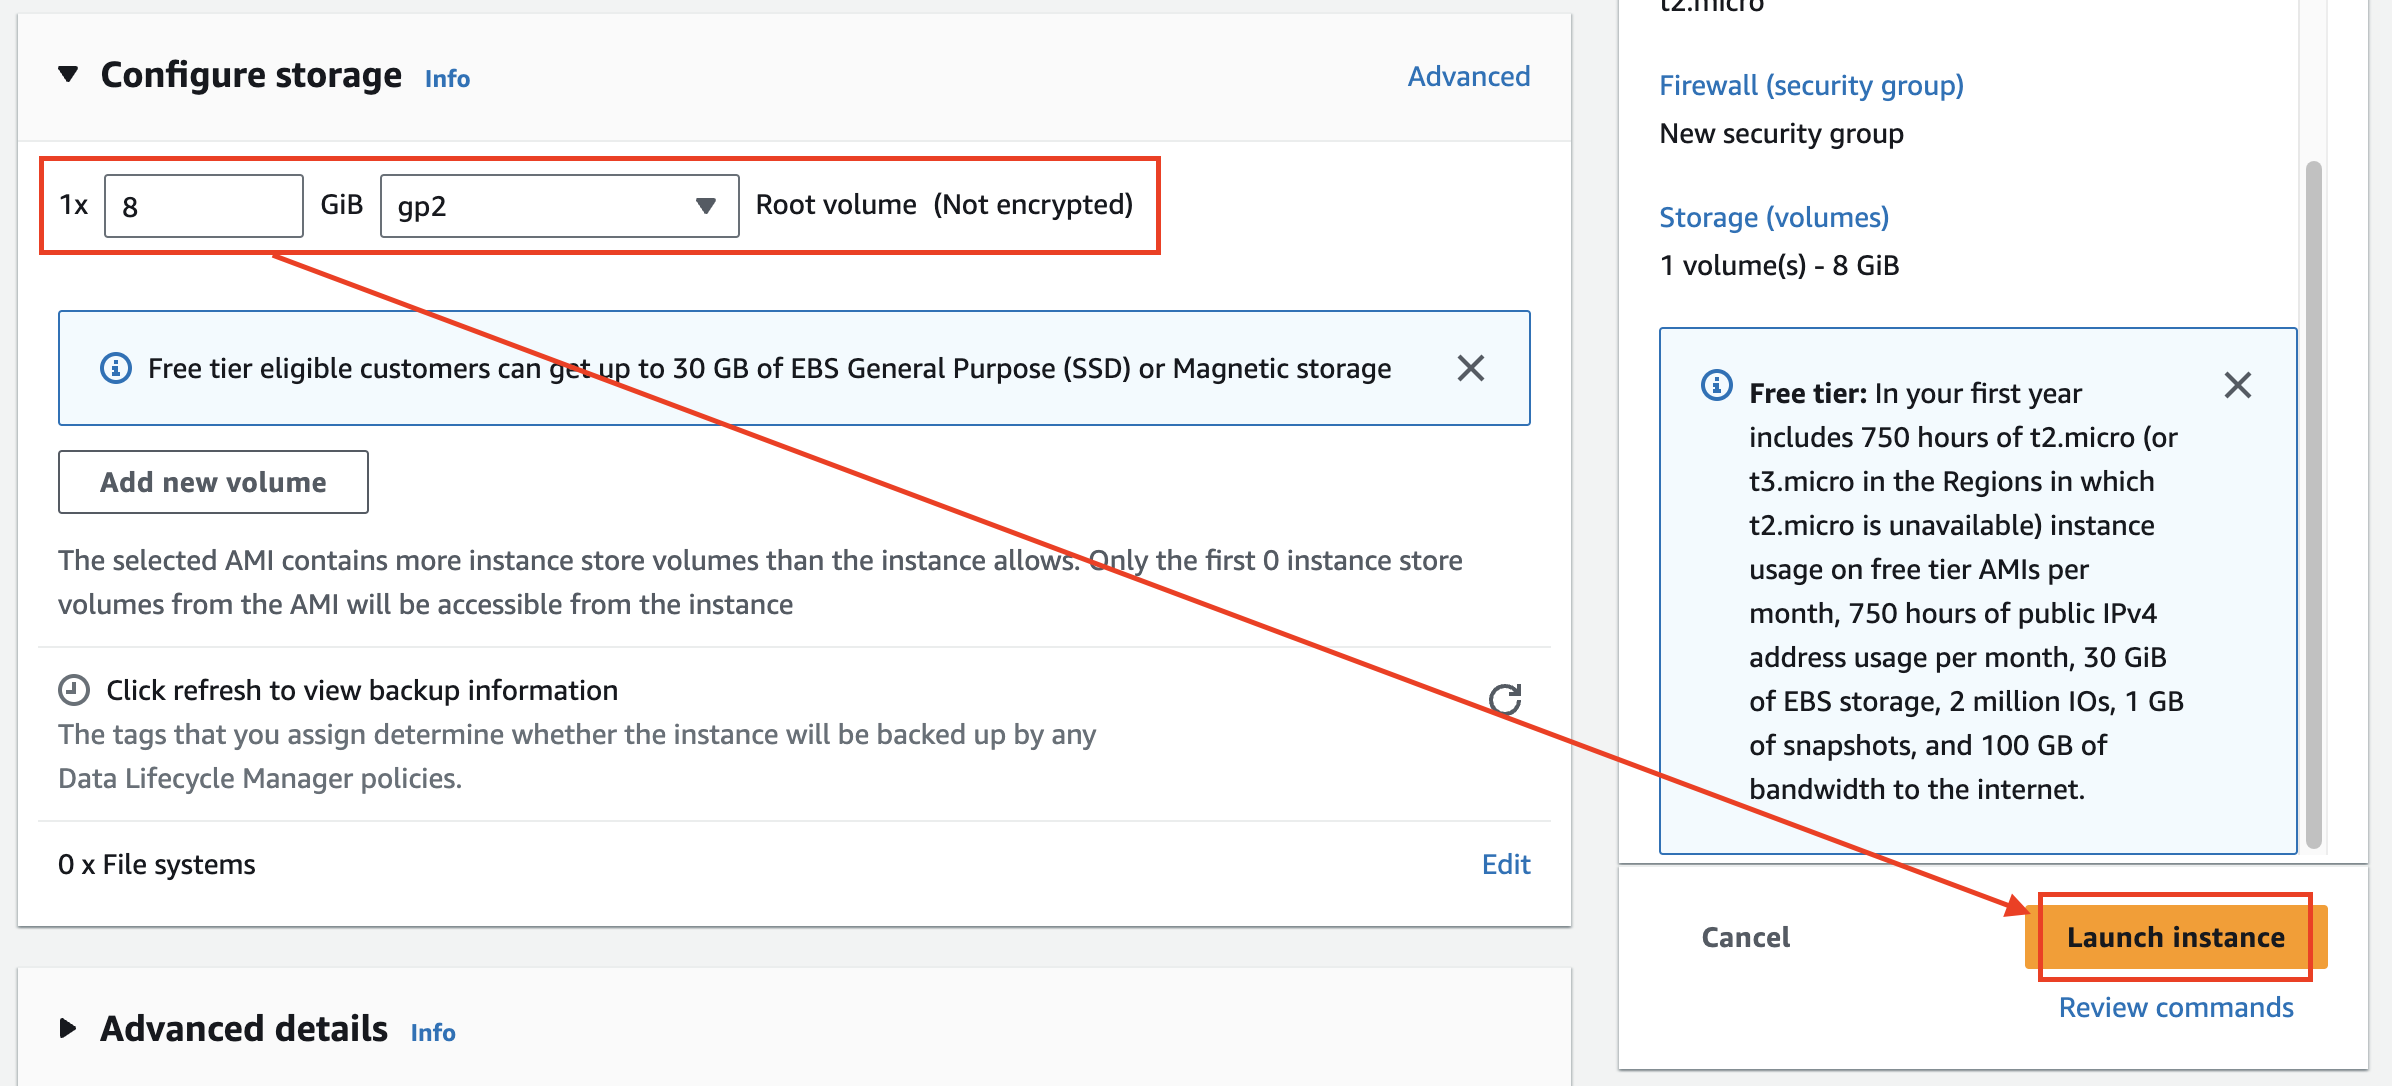 Configure storage Info Advanced
1x 8 GiB gp2 Root volume (Not encrypted)
Free tier eligible customers can get up to 30 GB of EBS General Purpose (SSD) or Magnetic storage
Add new volume
The selected AMI contains more instance store volumes than the instance allows. Only the first 0 instance store
volumes from the AMI will be accessible from the instance
Click refresh to view backup information
The tags that you assign determine whether the instance will be backed up by any
Data Lifecycle Manager policies.
0 x File systems Edit
Advanced details Info
t2.micro
Firewall (security group)
New security group
Storage (volumes)
1 volume(s) - 8 GiB
Free tier: In your first year
includes 750 hours of t2.micro (or
t3.micro in the Regions in which
t2.micro is unavailable) instance
usage on free tier AMIs per
month, 750 hours of public IPv4
address usage per month, 30 GiB
of EBS storage, 2 million IOs, 1 GB
of snapshots, and 100 GB of
bandwidth to the internet.
Cancel Launch instance
Review commands